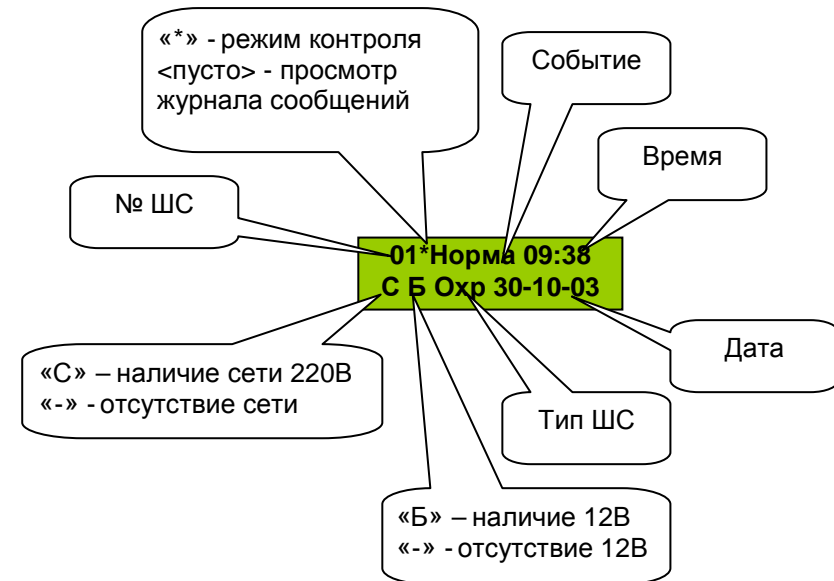 «*» - режим контроля
<пусто> - просмотр
журнала сообщений
Событие
Время
№ ШС
01*Норма 09:38
С Б Охр 30-10-03
Дата
«С» – наличие сети 220В
«-» - отсутствие сети
Тип ШС
«Б» – наличие 12В
«-» - отсутствие 12В